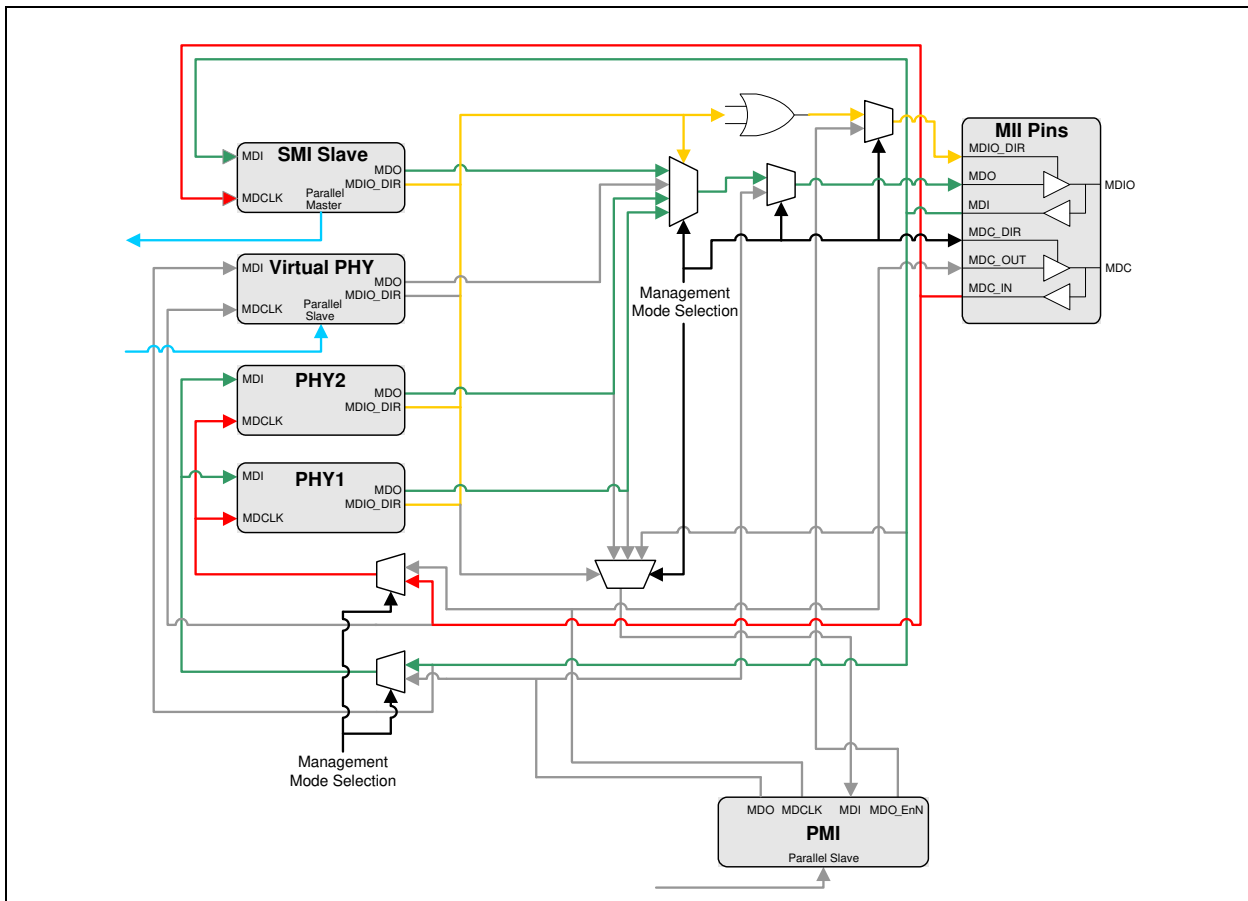 SMI Slave
MDI
MDO
MDIO_DIR
MDCLK
Parallel
Master
Virtual PHY
MDI
MDO
MDIO_DIR
MDCLK
Parallel
Slave
PHY2
MDI
MDO
MDIO_DIR
MDCLK
PHY1
MDI
MDO
MDIO_DIR
MDCLK
Management
Mode Selection
MII Pins
MDIO_DIR
MDO
MDIO
MDI
MDC_DIR
MDC_OUT
MDC
MDC_IN
Management
Mode Selection
MDO MDCLK MDI MDO_EnN
PMI
Parallel Slave